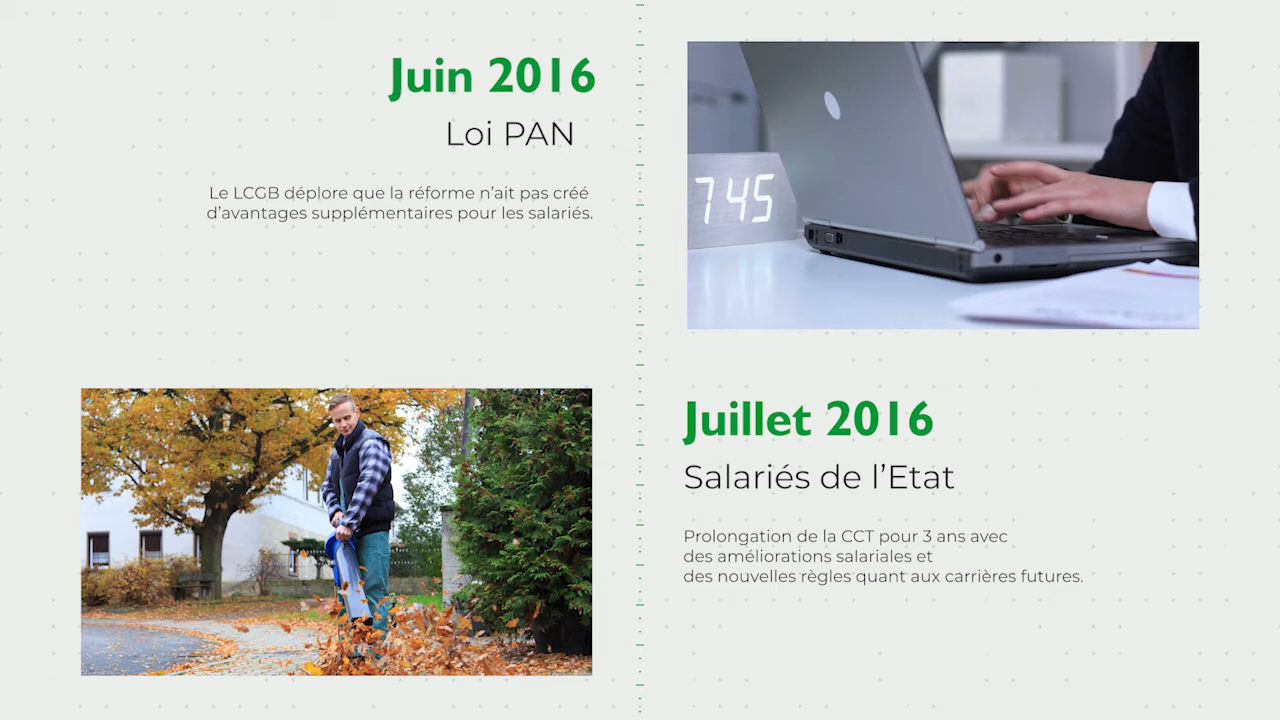 Juin 2016
Loi PAN
Le LCGB déplore que la réforme n’ait pas créé
d’avantages supplémentaires pour les salariés.
745
Juillet 2016
Salariés de l’Etat
Prolongation de la CCT pour 3 ans avec
des améliorations salariales et
des nouvelles règles quant aux carrières futures.